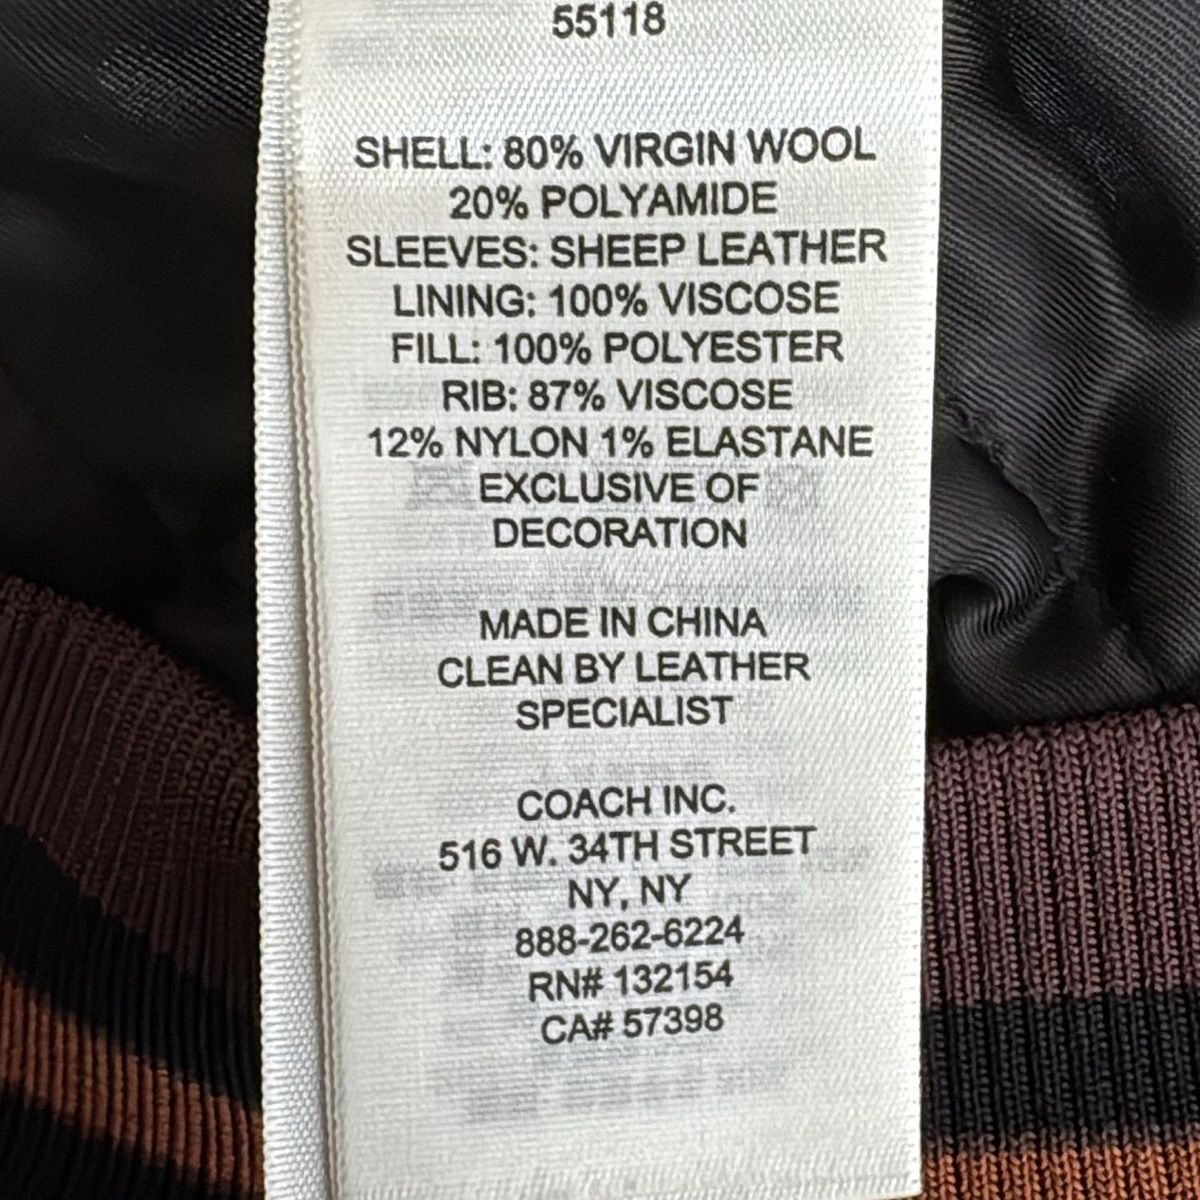 55118
SHELL: 80% VIRGIN WOOL
20% POLYAMIDE
SLEEVES: SHEEP LEATHER
LINING: 100% VISCOSE
FILL: 100% POLYESTER
RIB: 87% VISCOSE
12% NYLON 1% ELASTANE
EXCLUSIVE OF
DECORATION
MADE IN CHINA
CLEAN BY LEATHER
SPECIALIST
COACH INC.
516 W. 34TH STREET
NY, NY
888-262-6224
RN# 132154
CA# 57398